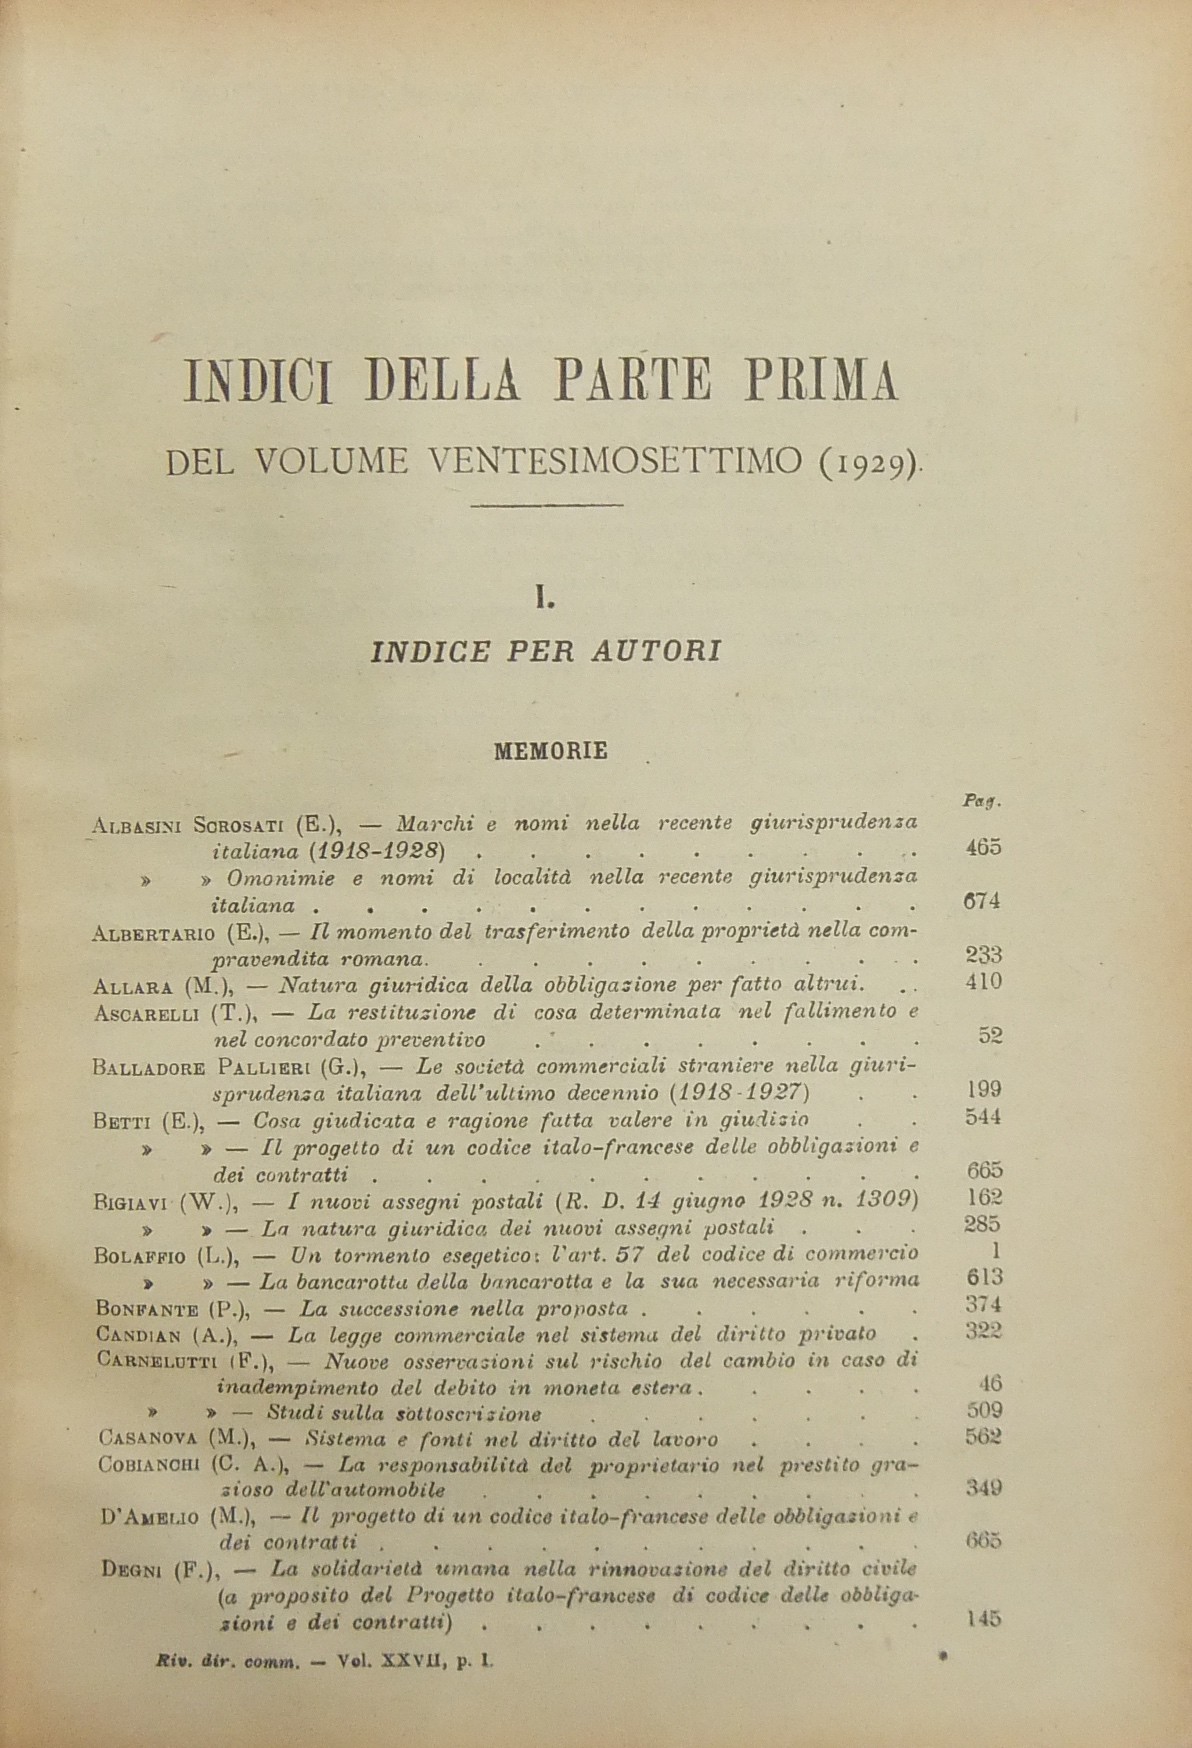 INDICI DELLA PARTE PRIMA
DEL VOLUME VENTESIMOSETTIMO (1929).
I.
INDICE PER AUTORI
MEMORIE
Pag.
ALBASINI SCROSATI (E.), — Marchi e nomi nella recente giurisprudenza
italiana (1918-1928) . . . . . . . . . 465
» » Omonimie e nomi di località nella recente giurisprudenza
italiana . . . . . . . . . . . . 674
ALBERTARIO (E.), — Il momento del trasferimento della proprietà nella com-
pravendita romana. . . . . . . . . . 233
ALLARA (M.), — Natura giuridica della obbligazione per fatto altrui. . . 410
ASCARELLI (T.), — La restituzione di cosa determinata nel fallimento e
nel concordato preventivo . . . . . . . . 52
BALLADORE PALLIERI (G.), — Le società commerciali straniere nella giuri-
sprudenza italiana dell'ultimo decennio (1918-1927) . . 199
BETTI (E.), — Cosa giudicata e ragione fatta valere in giudizio . . 544
» » — Il progetto di un codice italo-francese delle obbligazioni e
dei contratti . . . . . . . . . . . 665
BIGIAVI (W.), — I nuovi assegni postali (R. D. 14 giugno 1928 n. 1309) 162
» » — La natura giuridica dei nuovi assegni postali . . . 285
BOLAFFIO (L.), — Un tormento esegetico: l'art. 57 del codice di commercio 1
» » — La bancarotta della bancarotta e la sua necessaria riforma 613
BONFANTE (P.), — La successione nella proposta . . . . . . 374
CANDIAN (A.), — La legge commerciale nel sistema del diritto privato . 322
CARNELUTTI (F.), — Nuove osservazioni sul rischio del cambio in caso di
inadempimento del debito in moneta estera . . . . . 46
» » — Studi sulla sottoscrizione . . . . . . . 509
CASANOVA (M.), — Sistema e fonti nel diritto del lavoro . . . . 562
COBIANCHI (C. A.), — La responsabilità del proprietario nel prestito gra-
zioso dell'automobile . . . . . . . . . 349
D'AMELIO (M.), — Il progetto di un codice italo-francese delle obbligazioni e
dei contratti . . . . . . . . . . . 665
DEGNI (F.), — La solidarietà umana nella rinnovazione del diritto civile
(a proposito del Progetto italo-francese di codice delle obbliga-
zioni e dei contratti) . . . . . . . . . 145
Riv. dir. comm. — Vol. XXVII, p. I.